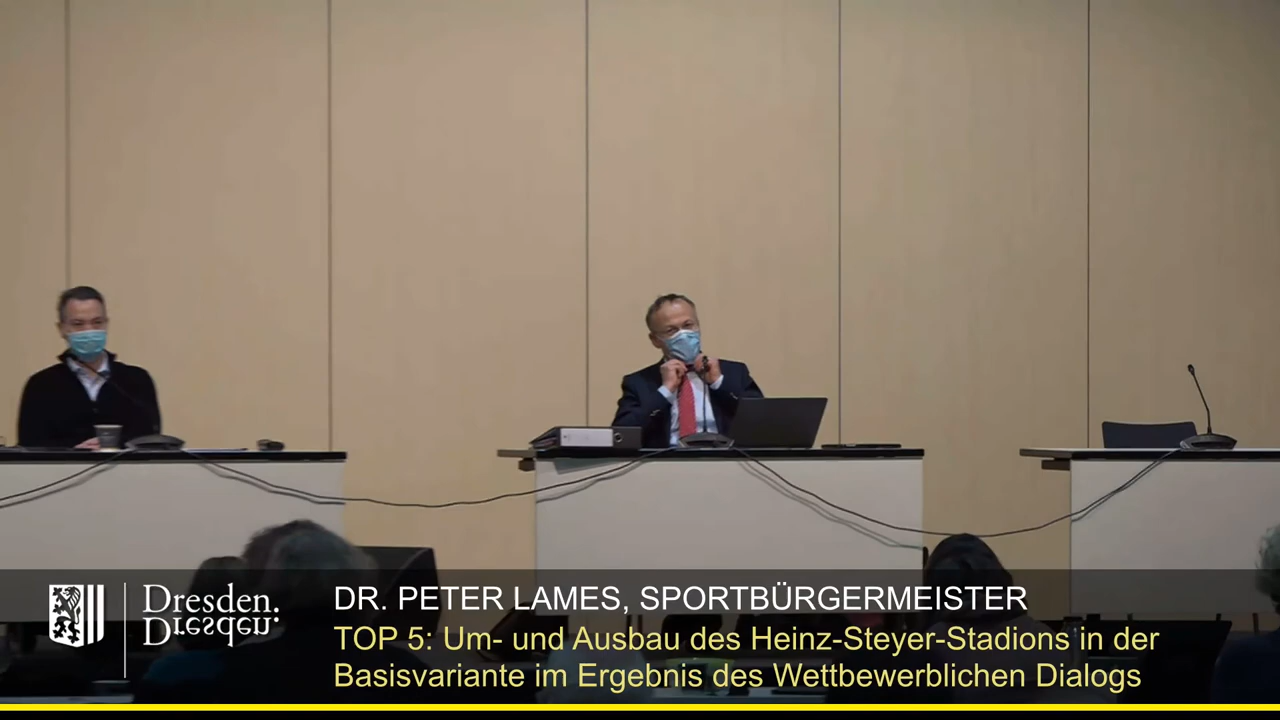 Dresden.
Dresden.
DR. PETER LAMES, SPORTBÜRGERMEISTER
TOP 5: Um- und Ausbau des Heinz-Steyer-Stadions in der
Basisvariante im Ergebnis des Wettbewerblichen Dialogs